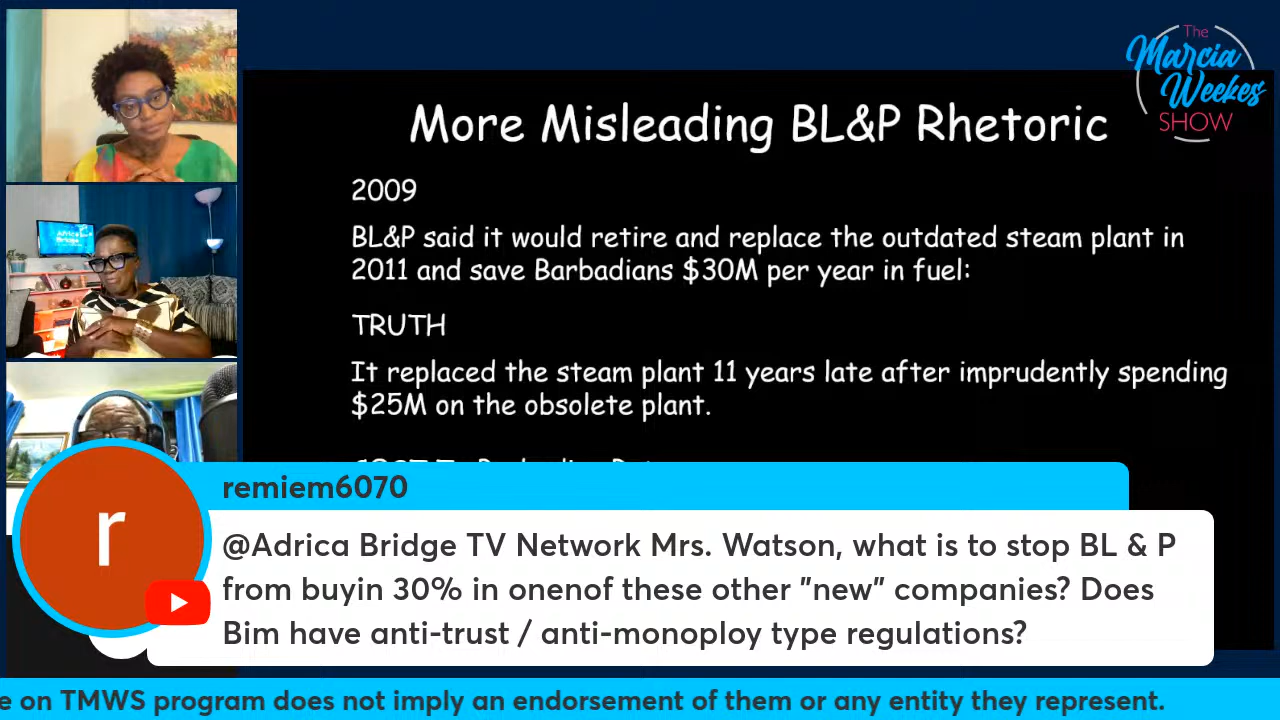 The
Marcia
Weekes
SHOW
More Misleading BL&P Rhetoric
2009
BL&P said it would retire and replace the outdated steam plant in
2011 and save Barbadians $30M per year in fuel:
TRUTH
It replaced the steam plant 11 years late after imprudently spending
$25M on the obsolete plant.
Africa
Bridge
r
remiem6070
@Adrica Bridge TV Network Mrs. Watson, what is to stop BL & P
from buyin 30% in onenof these other "new" companies? Does
Bim have anti-trust / anti-monoploy type regulations?
e on TMWS program does not imply an endorsement of them or any entity they represent.